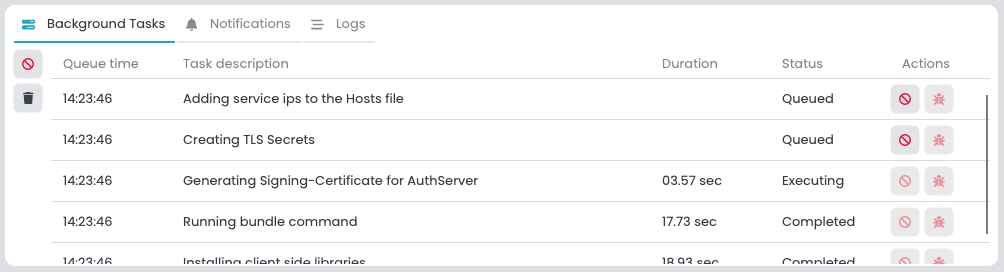 Background Tasks Notifications Logs
Queue time Task description Duration Status Actions
14:23:46 Adding service ips to the Hosts file Queued
14:23:46 Creating TLS Secrets Queued
14:23:46 Generating Signing-Certificate for AuthServer 03.57 sec Executing
14:23:46 Running bundle command 17.73 sec Completed
14:23:46 Installing client side libraries 18.93 sec Completed